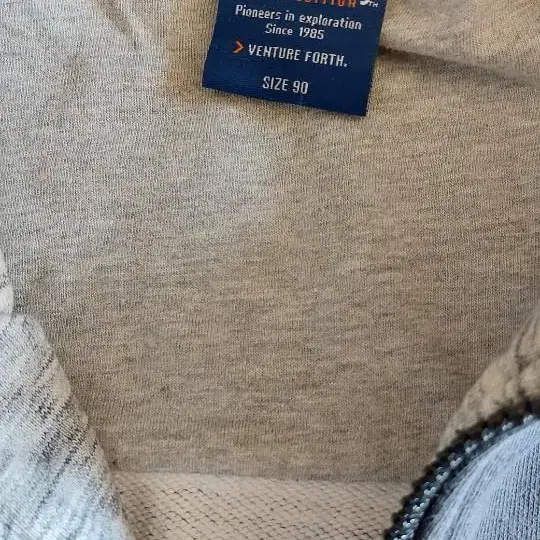 Pioneers in exploration
Since 1985
> VENTURE FORTH.
SIZE 90